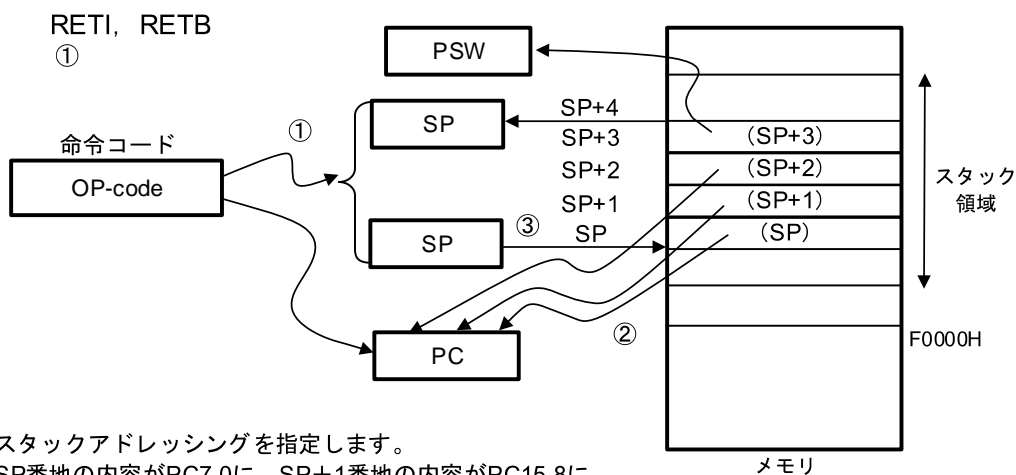 RETI, RETB
①
PSW
SP
SP+4
SP+3
SP+2
SP+1
SP
(SP+3)
(SP+2)
(SP+1)
(SP)
スタック
領域
①
命令コード
OP-code
SP
③
②
PC
F0000H
メモリ
スタックアドレッシングを指定します。
SP番地の内容がPC7-0に，SP＋1番地の内容がPC15-8に，